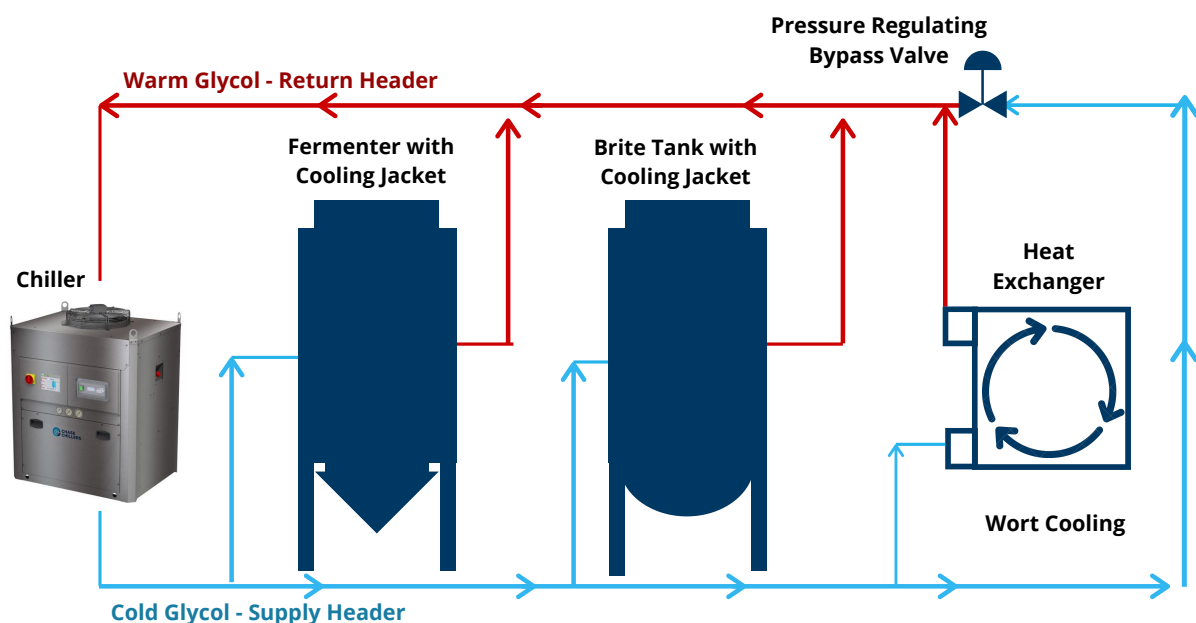 Pressure Regulating
Bypass Valve
Warm Glycol - Return Header
Fermenter with
Cooling Jacket
Brite Tank with
Cooling Jacket
Chiller
Heat
Exchanger
Wort Cooling
Cold Glycol - Supply Header